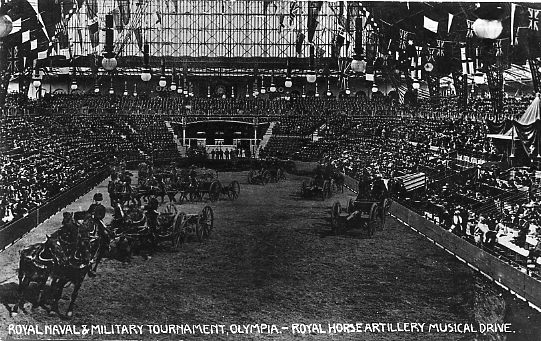 ROYAL NAVAL & MILITARY TOURNAMENT, OLYMPIA. - ROYAL HORSE ARTILLERY MUSICAL DRIVE.